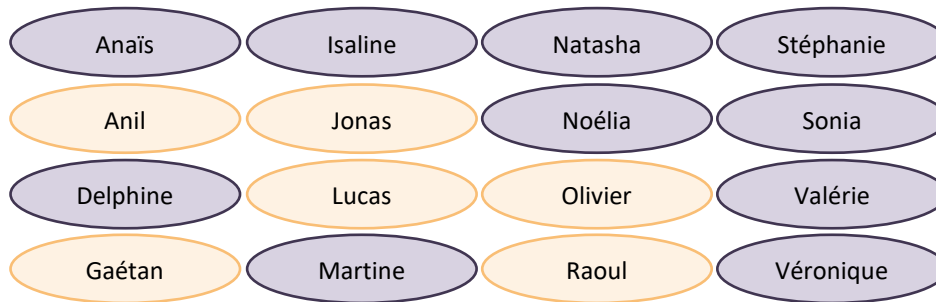 Anaïs Isaline Natasha Stéphanie
Anil Jonas Noélia Sonia
Delphine Lucas Olivier Valérie
Gaétan Martine Raoul Véronique